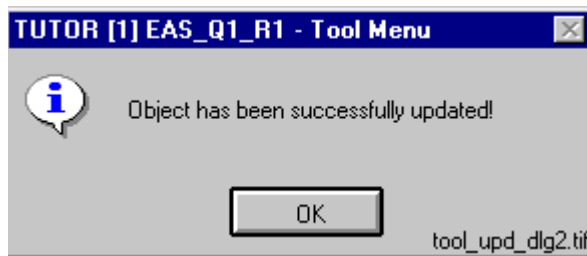 TUTOR [1] EAS_Q1_R1 - Tool Menu
Object has been successfully updated!
OK
tool_upd_dlg2.tif